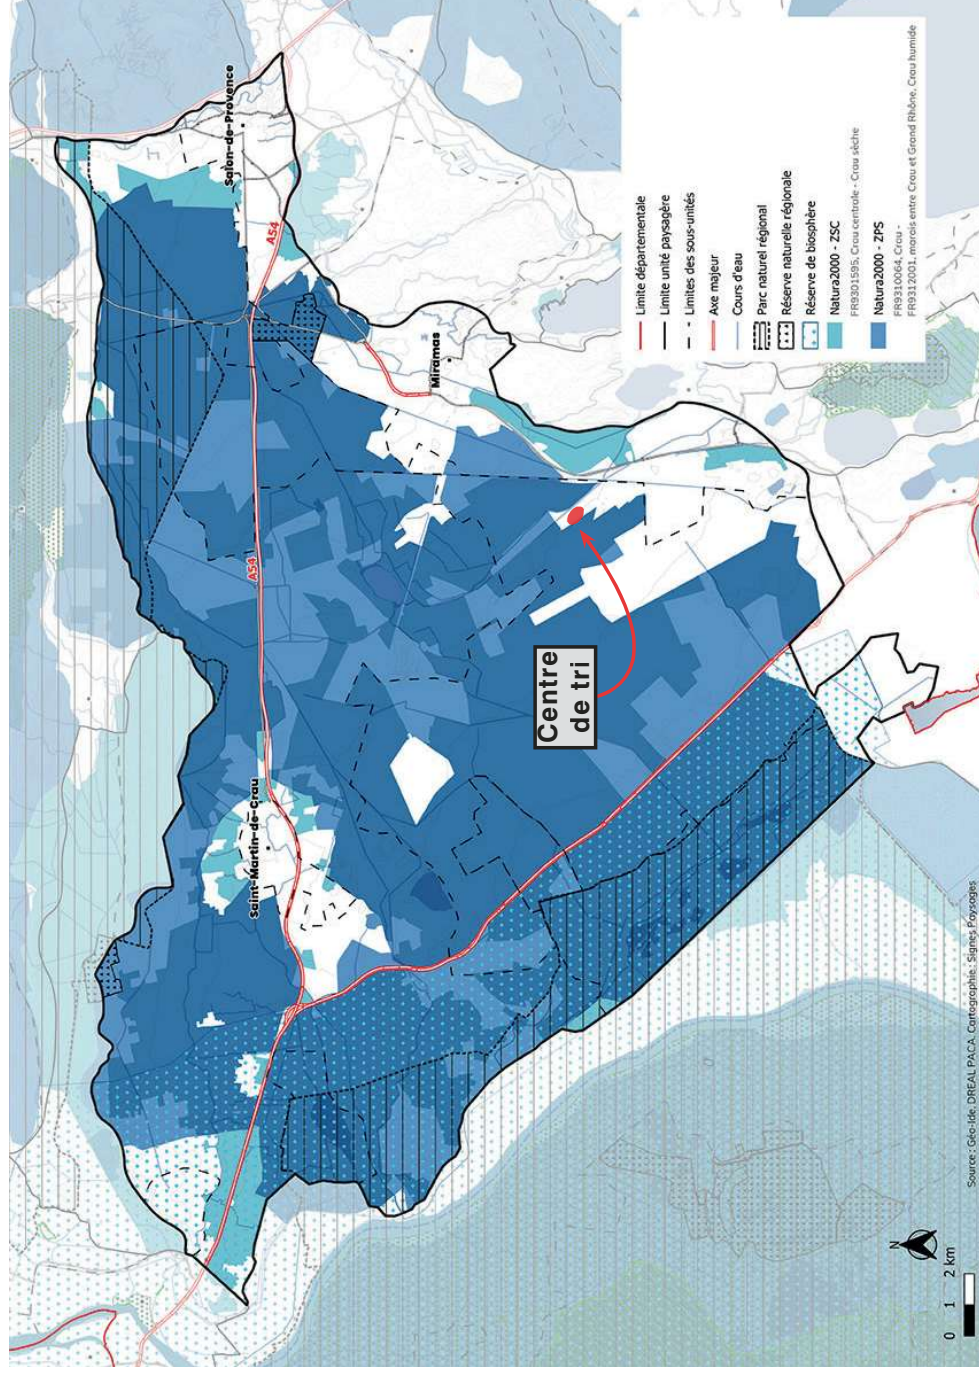 Salon-de-Provence
A54
A54
Miramas
Saint-Martin-de-Crau
Centre
de tri
Limite départementale
Limite unité paysagère
Limites des sous-unités
Axe majeur
Cours d'eau
Parc naturel régional
Réserve naturelle régionale
Réserve de biosphère
Natura2000 - ZSC
FR9301595, Crau centrale - Crau sèche
Natura2000 - ZPS
FR9310064, Crau -
FR9312001, marais entre Crau et Grand Rhône, Crau humide
N
0 1 2 km
Source : Géo-Ide, DREAL PACA. Cartographie : Signes Paysages